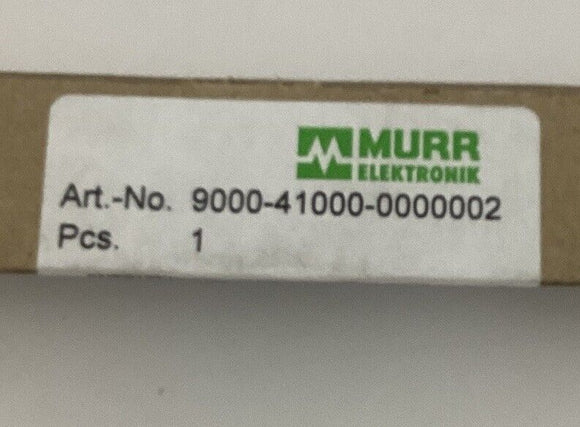 MURR
ELEKTRONIK
Art.-No. 9000-41000-0000002
Pcs. 1